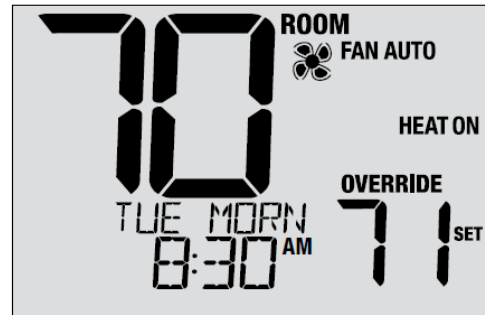 70 ROOM
FAN AUTO
HEAT ON
OVERRIDE
71 SET
TUE MORN
8:30 AM